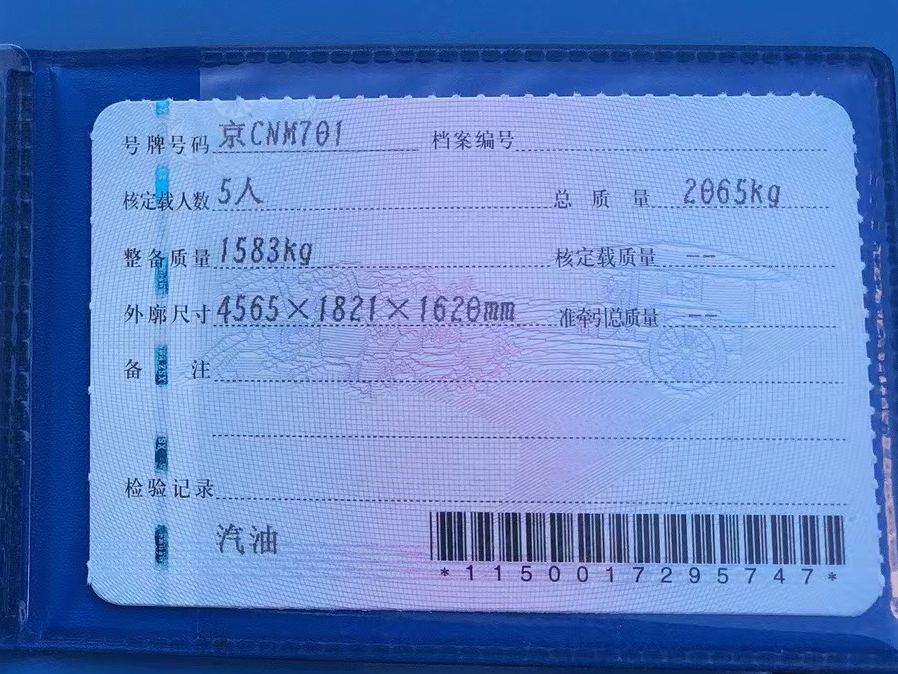 号牌号码 京CNM701 档案编号
核定载人数 5人 总质量 2065kg
整备质量 1583kg 核定载质量 --
外廓尺寸 4565×1821×1620mm 准牵引总质量 --
备注
检验记录
汽油
*1150017295747*